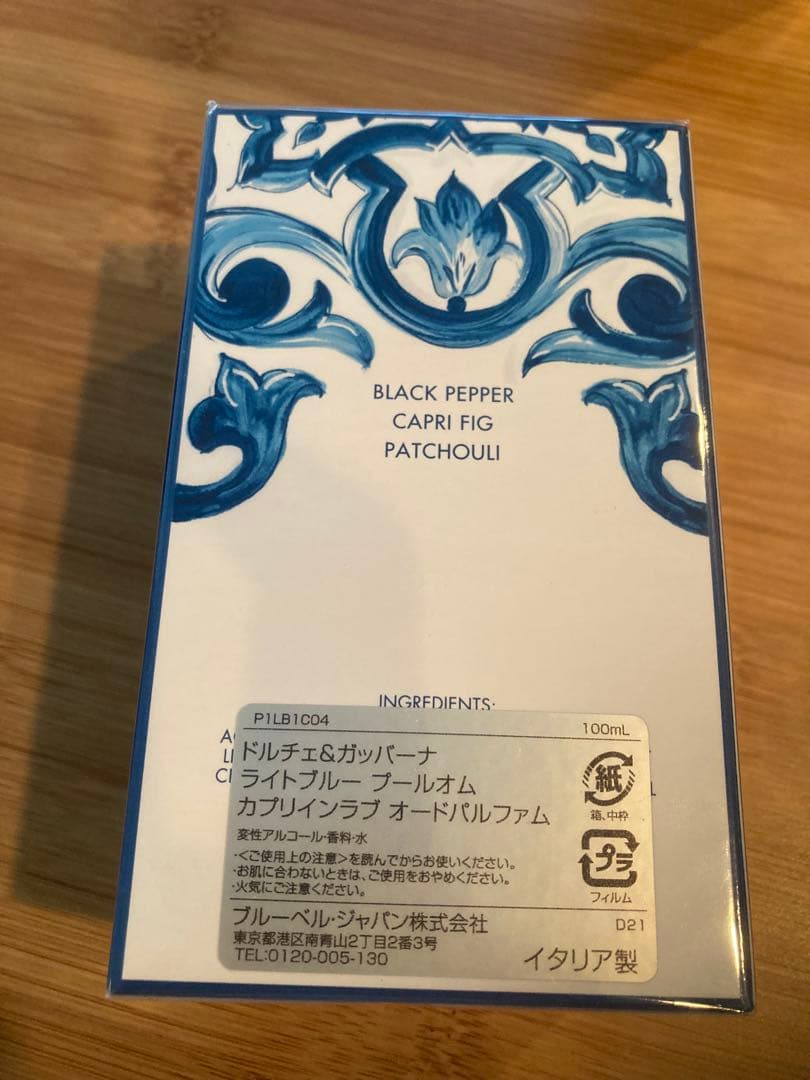 BLACK PEPPER
CAPRI FIG
PATCHOULI
INGREDIENTS:
P1LB1C04
100mL
ドルチェ&ガッバーナ
ライトブルー プールオム
カプリインラブ オードパルファム
紙
箱、中枠
変性アルコール・香料・水
プラ
フィルム
・<ご使用上の注意>を読んでからお使いください。
・お肌に合わないときは、ご使用をおやめください。
・火気にご注意ください。
ブルーベル・ジャパン株式会社
D21
東京都港区南青山2丁目2番3号
TEL:0120-005-130
イタリア製